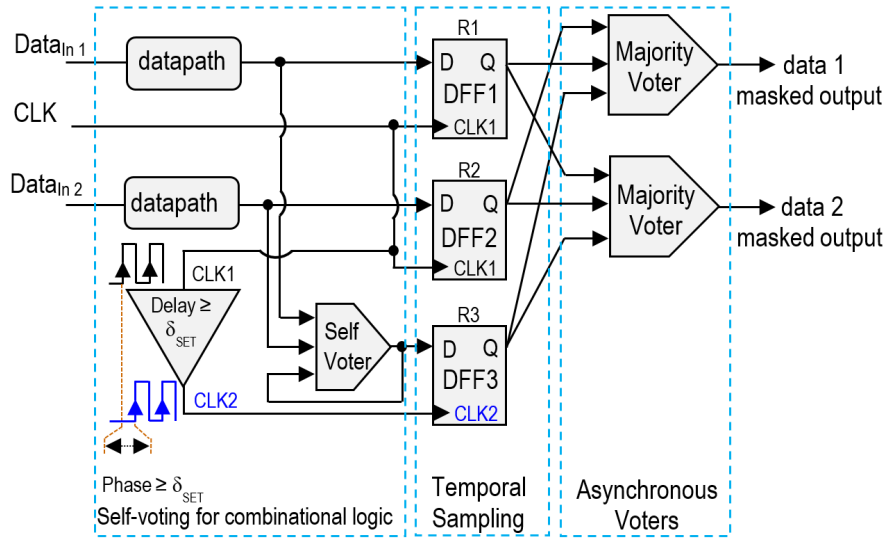 Data In 1
datapath
CLK
Data In 2
datapath
CLK1
Delay ≥
δSET
CLK2
Phase ≥ δSET
Self-voting for combinational logic
Self
Voter
R1
D Q
DFF1
CLK1
R2
D Q
DFF2
CLK1
R3
D Q
DFF3
CLK2
Temporal
Sampling
Majority
Voter
Majority
Voter
Asynchronous
Voters
data 1
masked output
data 2
masked output